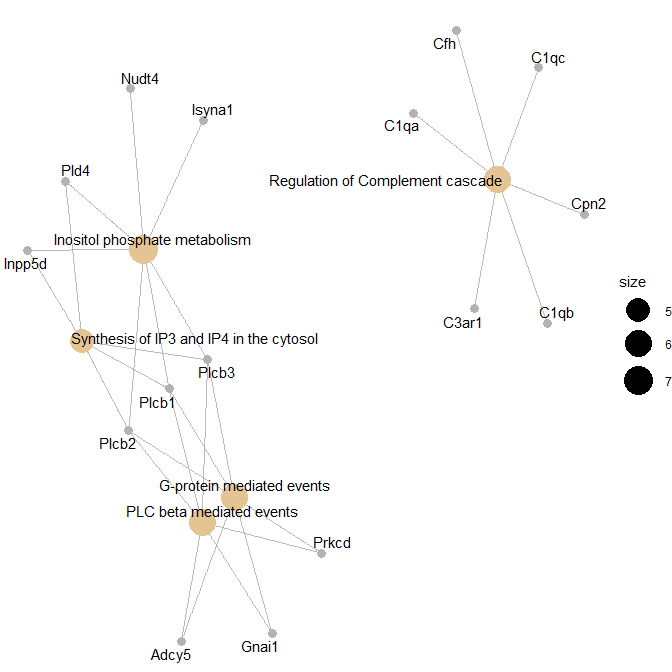 Cfh
C1qc
Nudt4
Isyna1
C1qa
Pld4
Regulation of Complement cascade
Cpn2
Inositol phosphate metabolism
Inpp5d
size
5
C1qb
C3ar1
Synthesis of IP3 and IP4 in the cytosol
6
Plcb3
7
Plcb1
Plcb2
G-protein mediated events
PLC beta mediated events
Prkcd
Gnai1
Adcy5